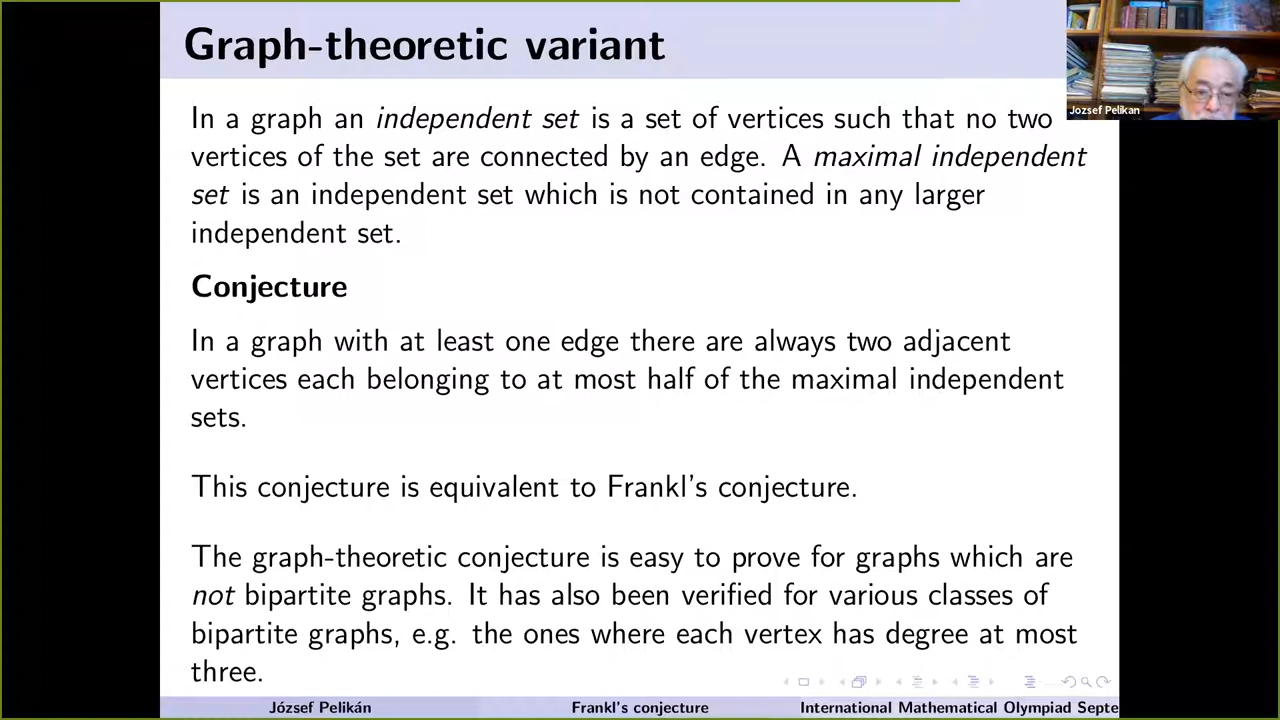 Graph-theoretic variant
Jozsef Pelikan
In a graph an independent set is a set of vertices such that no two
vertices of the set are connected by an edge. A maximal independent
set is an independent set which is not contained in any larger
independent set.
Conjecture
In a graph with at least one edge there are always two adjacent
vertices each belonging to at most half of the maximal independent
sets.
This conjecture is equivalent to Frankl's conjecture.
The graph-theoretic conjecture is easy to prove for graphs which are
not bipartite graphs. It has also been verified for various classes of
bipartite graphs, e.g. the ones where each vertex has degree at most
three.
József Pelikán Frankl's conjecture International Mathematical Olympiad Septe